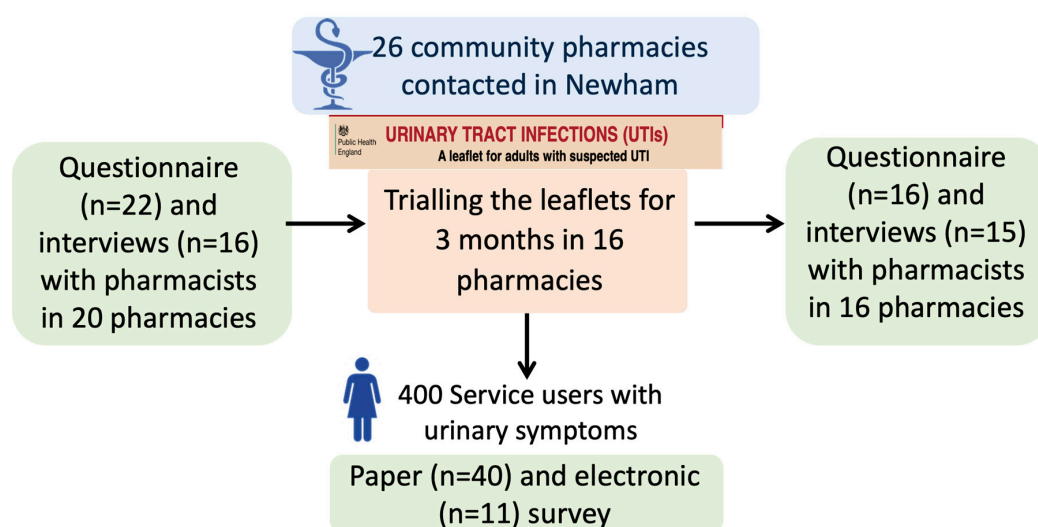 26 community pharmacies
contacted in Newham
Public Health
England
URINARY TRACT INFECTIONS (UTIs)
A leaflet for adults with suspected UTI
Questionnaire
(n=22) and
interviews (n=16)
with pharmacists
in 20 pharmacies
Trialling the leaflets for
3 months in 16
pharmacies
Questionnaire
(n=16) and
interviews (n=15)
with pharmacists
in 16 pharmacies
400 Service users with
urinary symptoms
Paper (n=40) and electronic
(n=11) survey